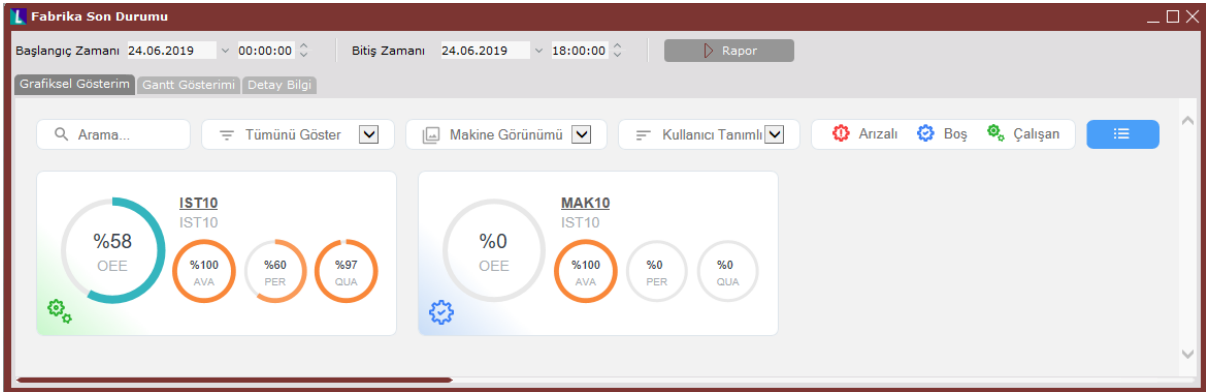 Fabrika Son Durumu
Başlangıç Zamanı 24.06.2019 00:00:00 Bitiş Zamanı 24.06.2019 18:00:00 Rapor
Grafiksel Gösterim Gantt Gösterimi Detay Bilgi
Arama... Tümünü Göster Makine Görünümü Kullanıcı Tanımlı Arızalı Boş Çalışan
IST10
IST10
%58
OEE
%100
AVA
%60
PER
%97
QUA
MAK10
IST10
%0
OEE
%100
AVA
%0
PER
%0
QUA